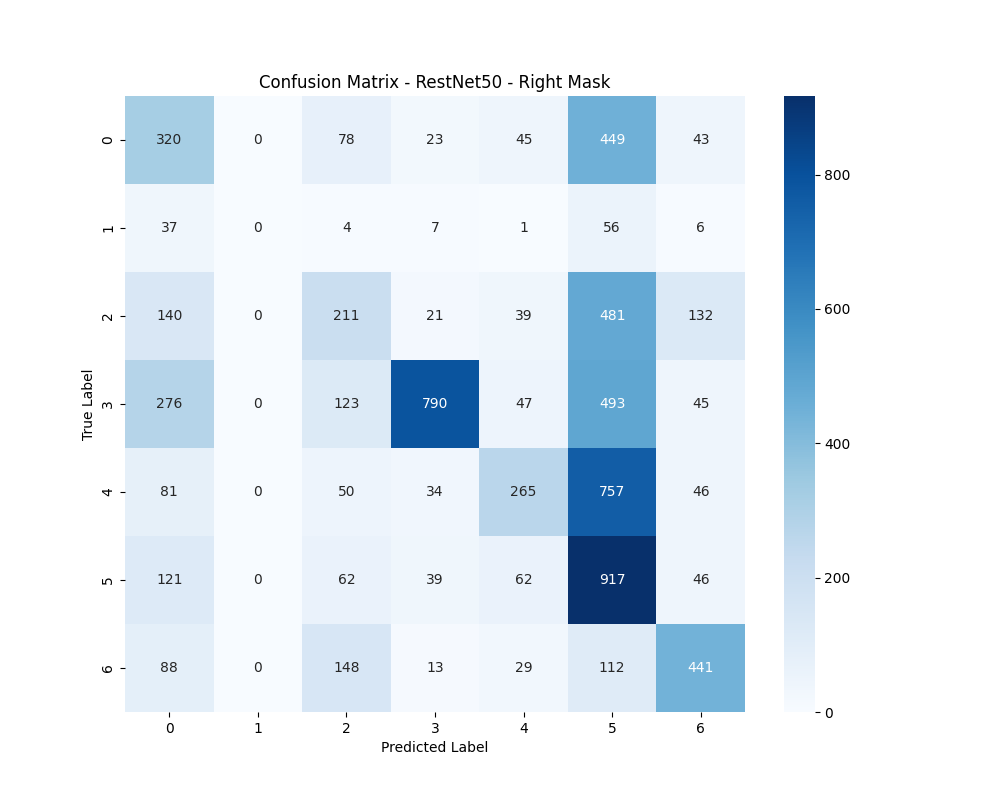 Confusion Matrix - RestNet50 - Right Mask
True Label
0 320 0 78 23 45 449 43
1 37 0 4 7 1 56 6
2 140 0 211 21 39 481 132
3 276 0 123 790 47 493 45
4 81 0 50 34 265 757 46
5 121 0 62 39 62 917 46
6 88 0 148 13 29 112 441
0 1 2 3 4 5 6
Predicted Label
800
600
400
200
0